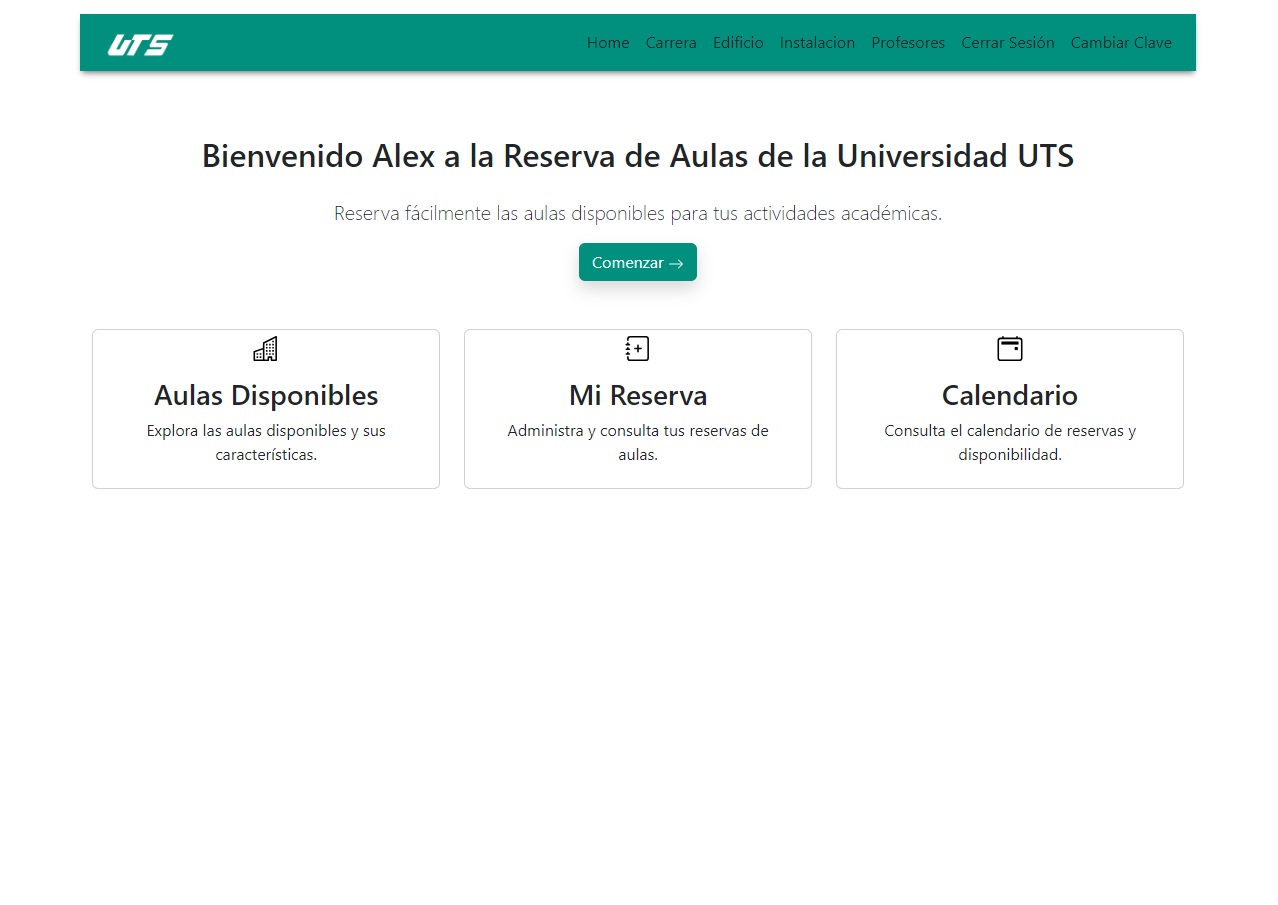 UTS
Home Carrera Edificio Instalacion Profesores Cerrar Sesión Cambiar Clave
Bienvenido Alex a la Reserva de Aulas de la Universidad UTS
Reserva fácilmente las aulas disponibles para tus actividades académicas.
Comenzar →
Aulas Disponibles
Explora las aulas disponibles y sus
características.
Mi Reserva
Administra y consulta tus reservas de
aulas.
Calendario
Consulta el calendario de reservas y
disponibilidad.